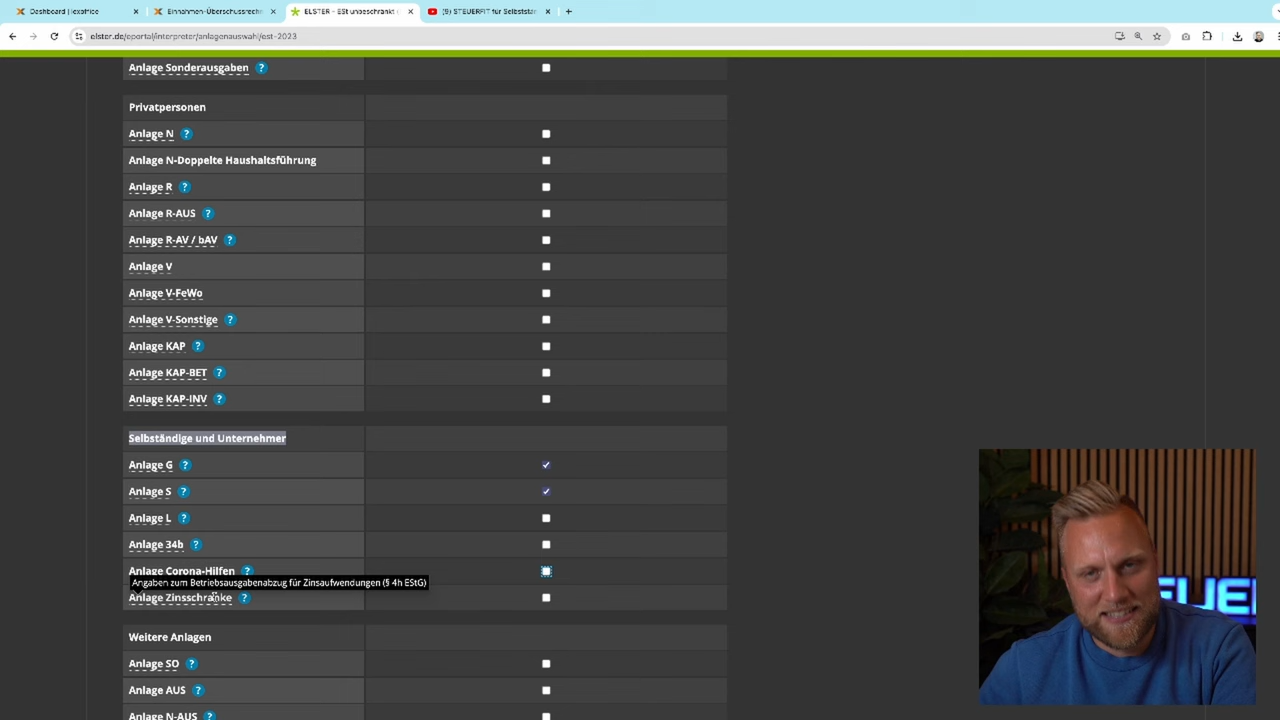 Dashboard | lexoffice
Einnahmen-Überschussrechn
ELSTER - ESt unbeschränkt (
(9) STEUERFIT für Selbststän
elster.de/eportal/interpreter/anlagenauswahl/est-2023
Anlage Sonderausgaben ?
Privatpersonen
Anlage N ?
Anlage N-Doppelte Haushaltsführung
Anlage R ?
Anlage R-AUS ?
Anlage R-AV / bAV ?
Anlage V
Anlage V-FeWo
Anlage V-Sonstige ?
Anlage KAP ?
Anlage KAP-BET ?
Anlage KAP-INV ?
Selbständige und Unternehmer
Anlage G ?
Anlage S ?
Anlage L ?
Anlage 34b ?
Anlage Corona-Hilfen ?
Angaben zum Betriebsausgabenabzug für Zinsaufwendungen (§ 4h EStG)
Anlage Zinsschranke ?
Weitere Anlagen
Anlage SO ?
Anlage AUS ?
Anlage N-AUS ?